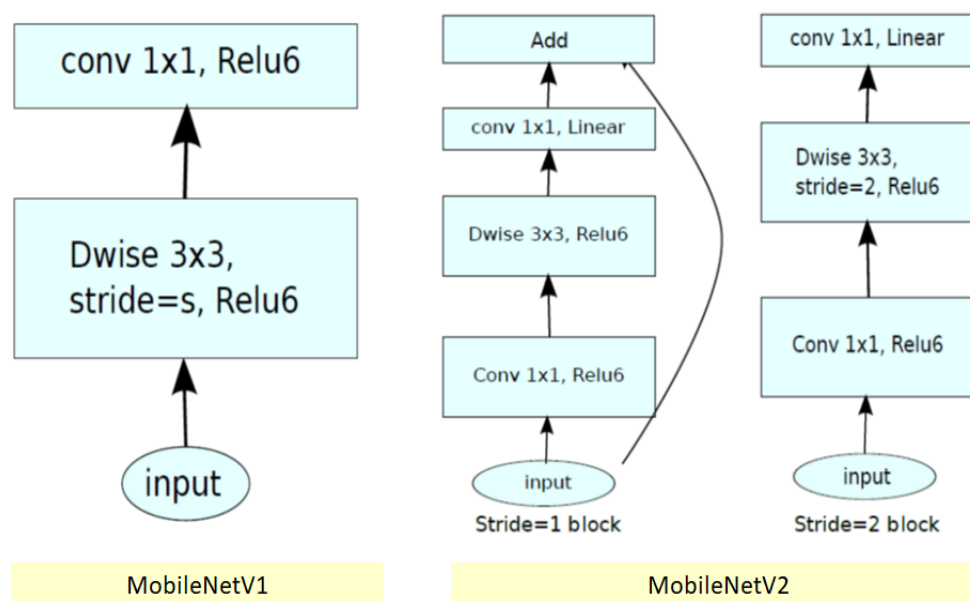 conv 1x1, Relu6
Dwise 3x3,
stride=s, Relu6
input
MobileNetV1
Add
conv 1x1, Linear
Dwise 3x3, Relu6
Conv 1x1, Relu6
input
Stride=1 block
conv 1x1, Linear
Dwise 3x3,
stride=2, Relu6
Conv 1x1, Relu6
input
Stride=2 block
MobileNetV2